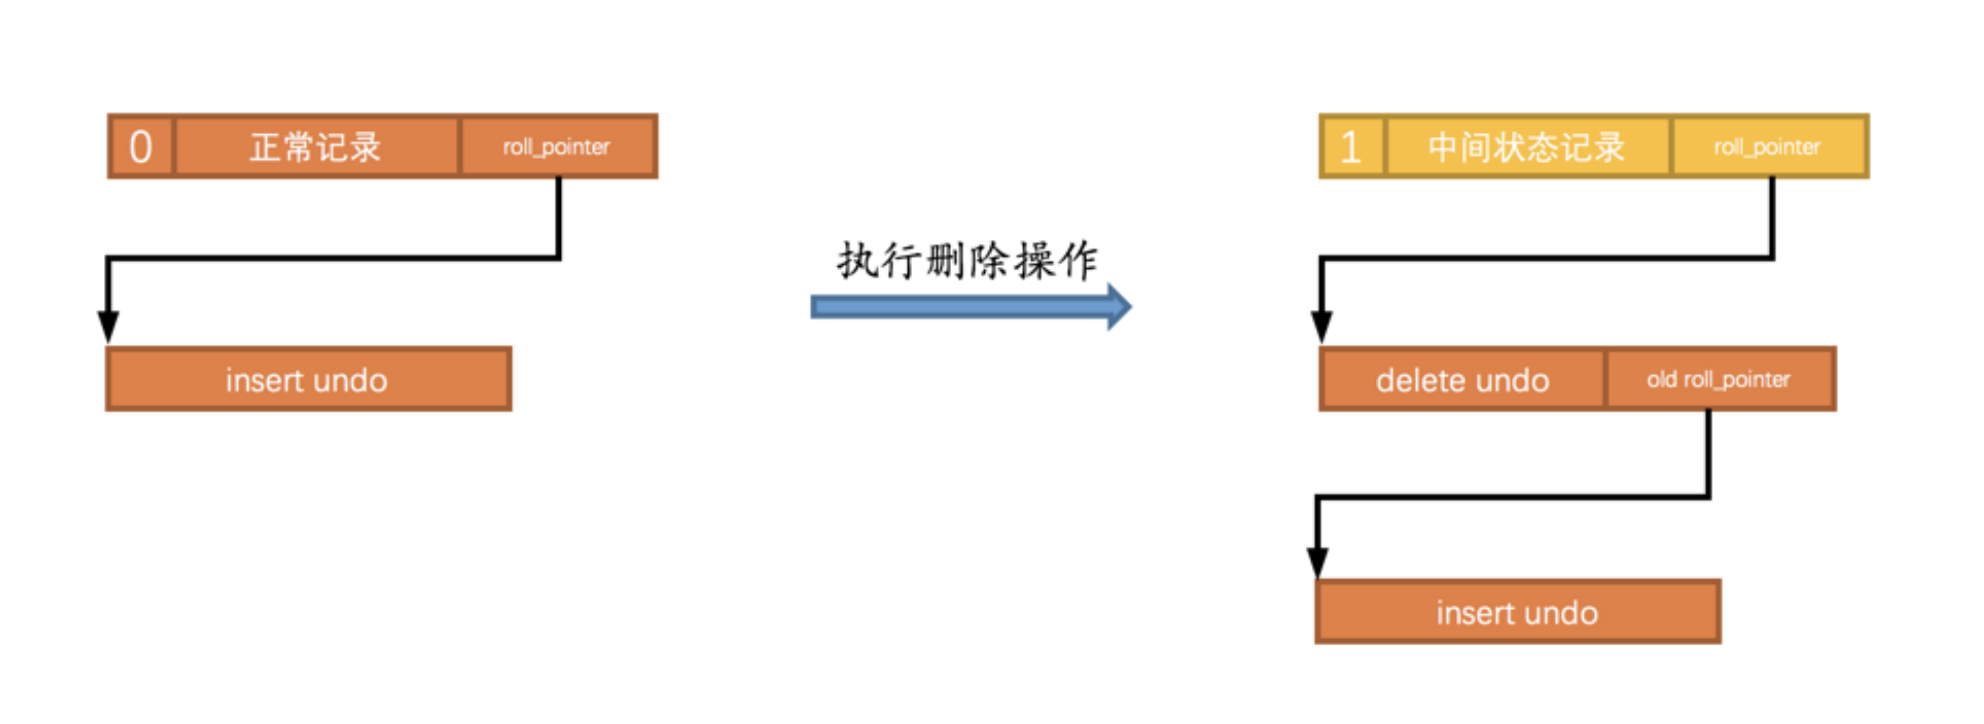 0 正常记录 roll_pointer
insert undo
执行删除操作
1 中间状态记录 roll_pointer
delete undo old roll_pointer
insert undo